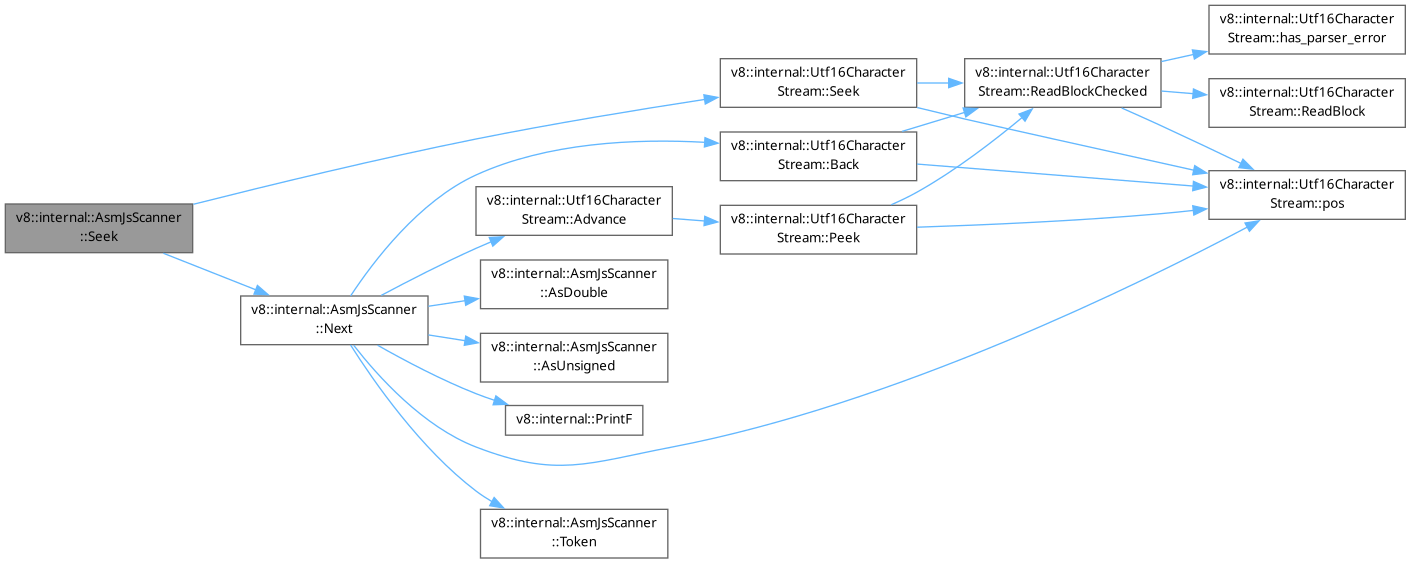 v8::internal::AsmJsScanner
::Seek
v8::internal::AsmJsScanner
::Next
v8::internal::Utf16Character
Stream::Advance
v8::internal::AsmJsScanner
::AsDouble
v8::internal::AsmJsScanner
::AsUnsigned
v8::internal::PrintF
v8::internal::AsmJsScanner
::Token
v8::internal::Utf16Character
Stream::Seek
v8::internal::Utf16Character
Stream::Back
v8::internal::Utf16Character
Stream::Peek
v8::internal::Utf16Character
Stream::ReadBlockChecked
v8::internal::Utf16Character
Stream::has_parser_error
v8::internal::Utf16Character
Stream::ReadBlock
v8::internal::Utf16Character
Stream::pos